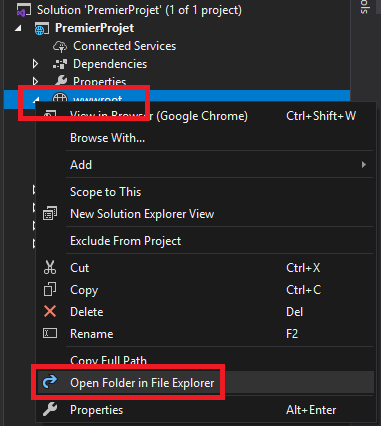 Solution 'PremierProjet' (1 of 1 project)
PremierProjet
Connected Services
Dependencies
Properties
wwwroot
View in Browser (Google Chrome) Ctrl+Shift+W
Browse With...
Add
Scope to This
New Solution Explorer View
Exclude From Project
Cut Ctrl+X
Copy Ctrl+C
Delete Del
Rename F2
Copy Full Path
Open Folder in File Explorer
Properties Alt+Enter